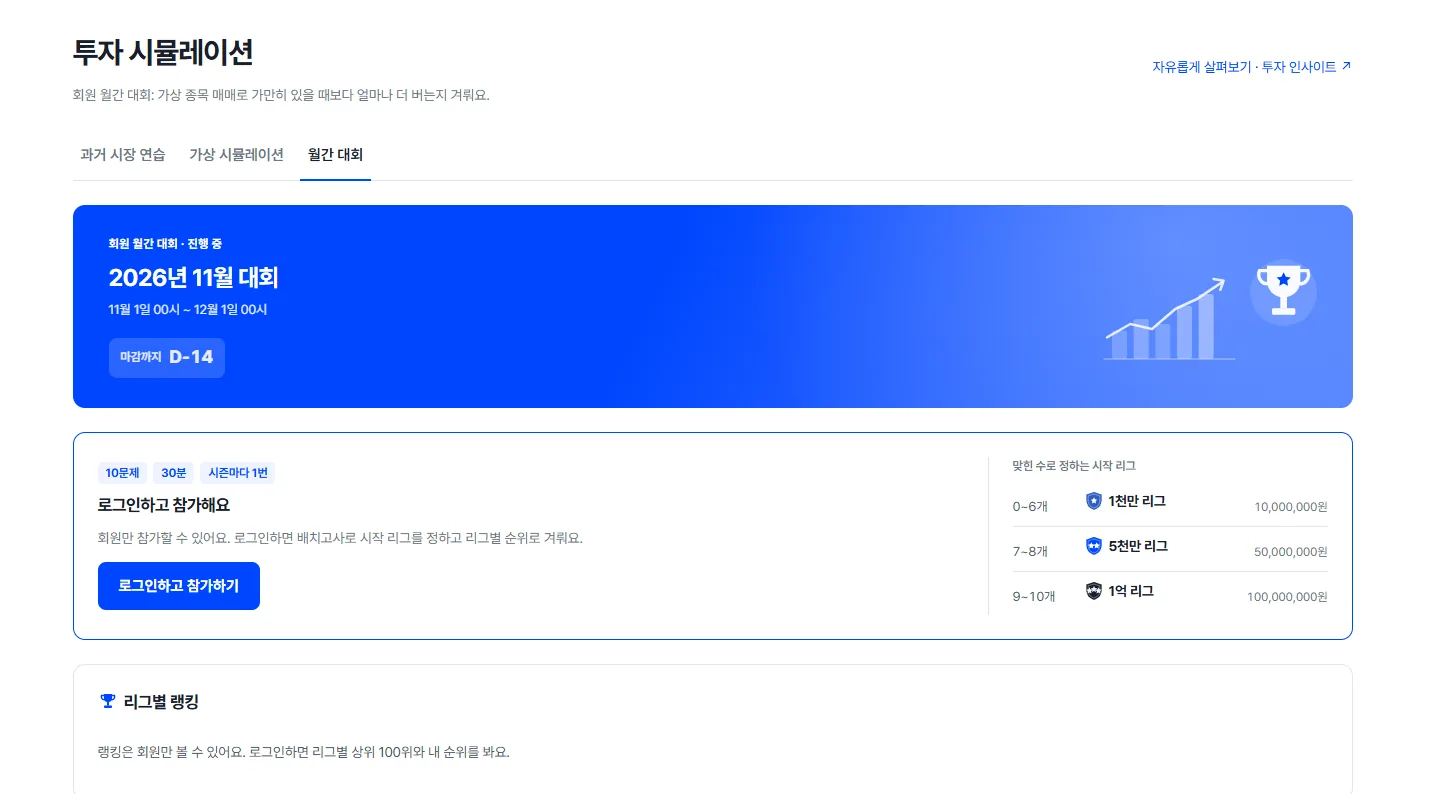 투자 시뮬레이션
자유롭게 살펴보기 · 투자 인사이트 ↗
회원 월간 대회: 가상 종목 매매로 가만히 있을 때보다 얼마나 더 버는지 겨뤄요.
과거 시장 연습 가상 시뮬레이션 월간 대회
회원 월간 대회 · 진행 중
2026년 11월 대회
11월 1일 00시 ~ 12월 1일 00시
마감까지 D-14
10문제 30분 시즌마다 1번
로그인하고 참가해요
회원만 참가할 수 있어요. 로그인하면 배치고사로 시작 리그를 정하고 리그별 순위로 겨뤄요.
로그인하고 참가하기
맞힌 수로 정하는 시작 리그
0~6개 1천만 리그 10,000,000원
7~8개 5천만 리그 50,000,000원
9~10개 1억 리그 100,000,000원
리그별 랭킹
랭킹은 회원만 볼 수 있어요. 로그인하면 리그별 상위 100위와 내 순위를 봐요.